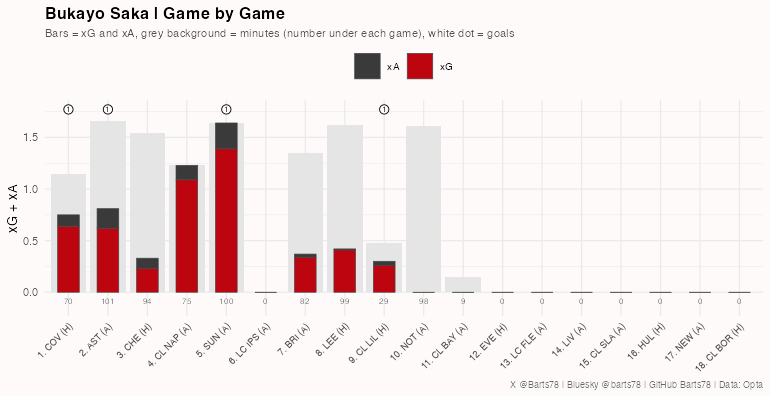 Bukayo Saka | Game by Game
Bars = xG and xA, grey background = minutes (number under each game), white dot = goals
xA xG
1 1 1 1
xG + xA
1.5
1.0
0.5
0.0
70 101 94 75 100 0 82 99 29 98 9 0 0 0 0 0 0 0
1. COV (H)
2. AST (A)
3. CHE (H)
4. CL NAP (A)
5. SUN (A)
6. LC IPS (A)
7. BRI (A)
8. LEE (H)
9. CL LIL (H)
10. NOT (A)
11. CL BAY (A)
12. EVE (H)
13. LC FLE (A)
14. LIV (A)
15. CL SLA (A)
16. HUL (H)
17. NEW (A)
18. CL BOR (H)
X @Barts78 | Bluesky @barts78 | GitHub Barts78 | Data: Opta